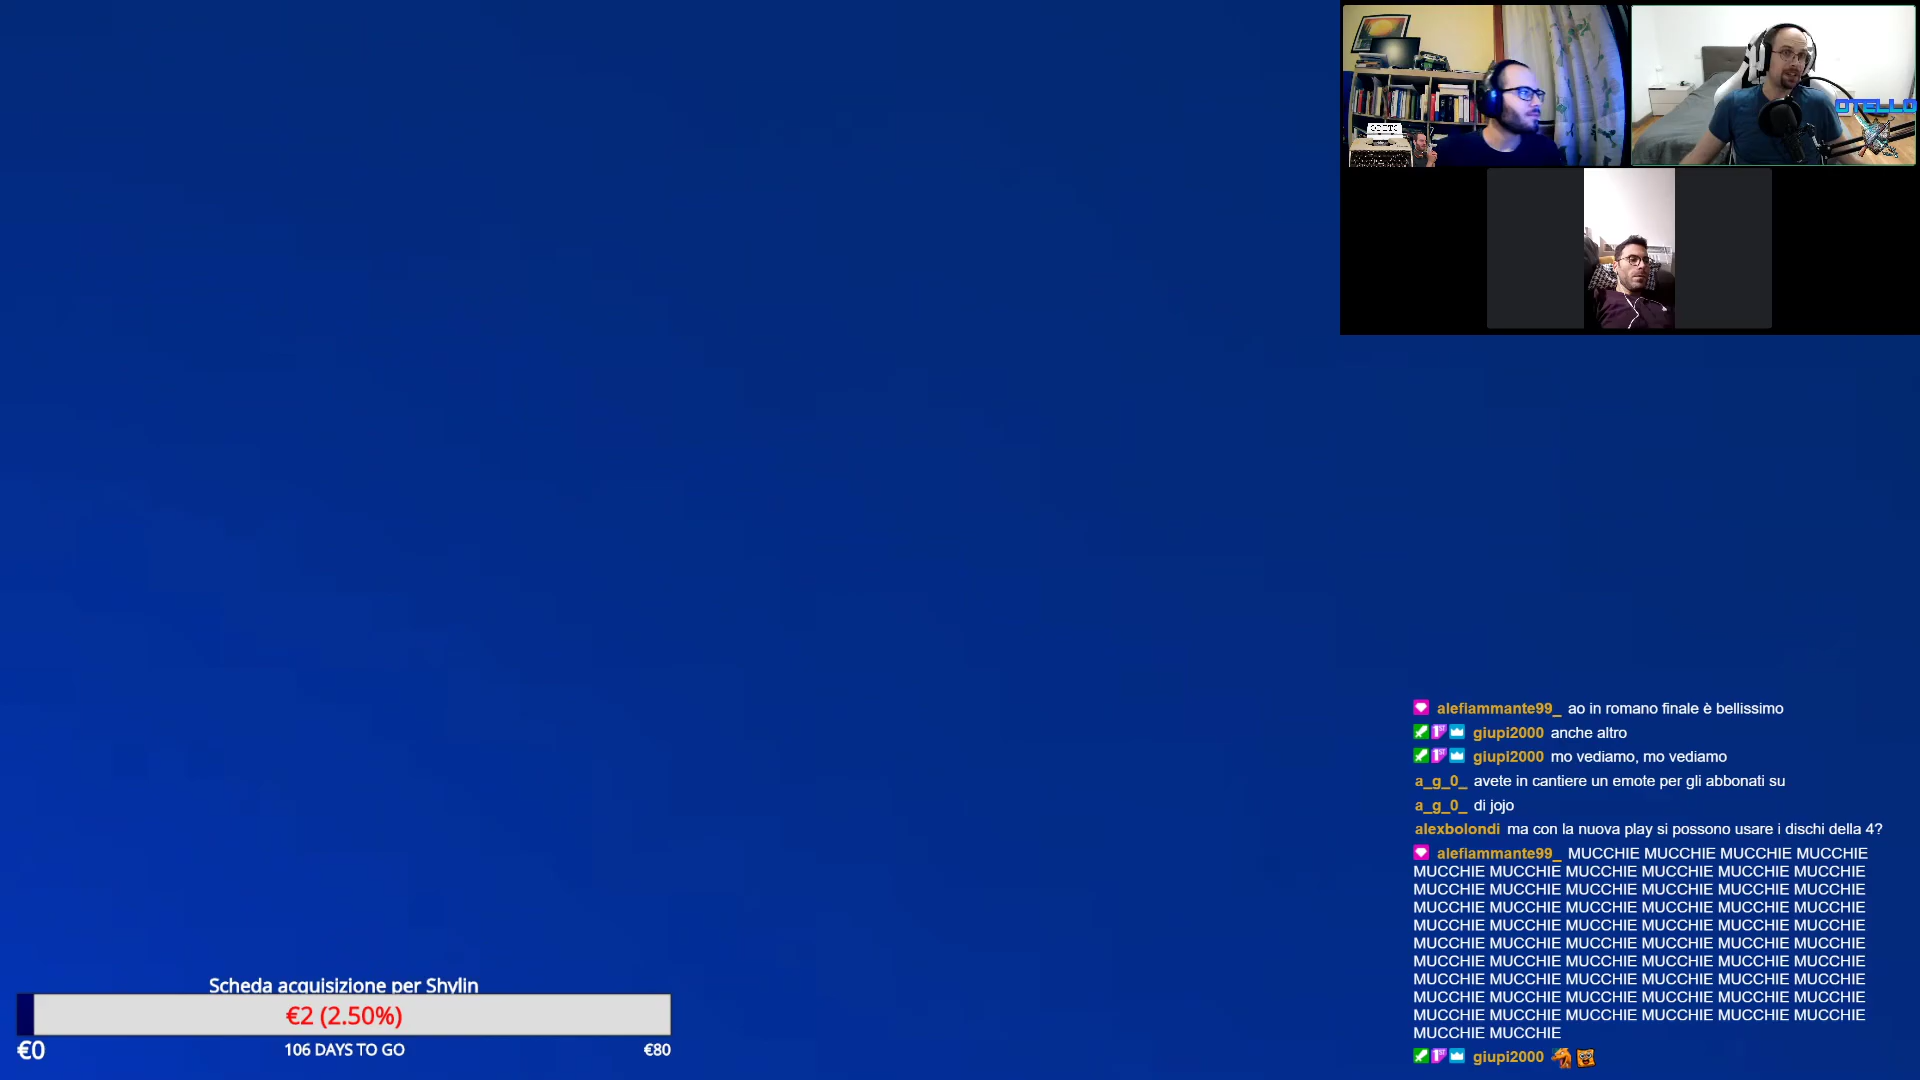 OTELLO
alefiammante99_ ao in romano finale è bellissimo
giupi2000 anche altro
giupi2000 mo vediamo, mo vediamo
a_g_0_ avete in cantiere un emote per gli abbonati su
a_g_0_ di jojo
alexbolondi ma con la nuova play si possono usare i dischi della 4?
alefiammante99_ MUCCHIE MUCCHIE MUCCHIE MUCCHIE
MUCCHIE MUCCHIE MUCCHIE MUCCHIE MUCCHIE MUCCHIE
MUCCHIE MUCCHIE MUCCHIE MUCCHIE MUCCHIE MUCCHIE
MUCCHIE MUCCHIE MUCCHIE MUCCHIE MUCCHIE MUCCHIE
MUCCHIE MUCCHIE MUCCHIE MUCCHIE MUCCHIE MUCCHIE
MUCCHIE MUCCHIE MUCCHIE MUCCHIE MUCCHIE MUCCHIE
MUCCHIE MUCCHIE MUCCHIE MUCCHIE MUCCHIE MUCCHIE
MUCCHIE MUCCHIE MUCCHIE MUCCHIE MUCCHIE MUCCHIE
MUCCHIE MUCCHIE MUCCHIE MUCCHIE MUCCHIE MUCCHIE
MUCCHIE MUCCHIE MUCCHIE MUCCHIE MUCCHIE MUCCHIE
MUCCHIE MUCCHIE
giupi2000
Scheda acquisizione per Shylin
€2 (2.50%)
€0 106 DAYS TO GO €80